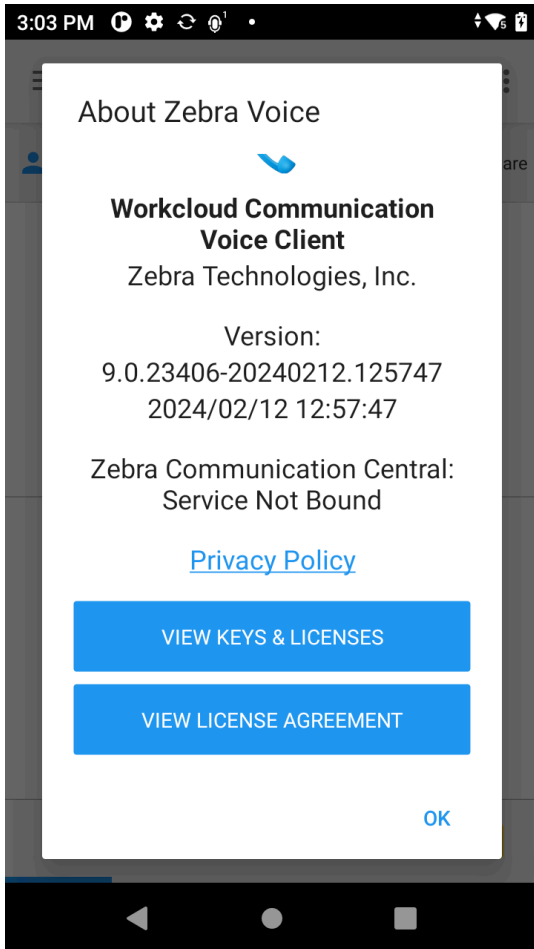 3:03 PM
About Zebra Voice
are
Workcloud Communication
Voice Client
Zebra Technologies, Inc.
Version:
9.0.23406-20240212.125747
2024/02/12 12:57:47
Zebra Communication Central:
Service Not Bound
Privacy Policy
VIEW KEYS & LICENSES
VIEW LICENSE AGREEMENT
OK